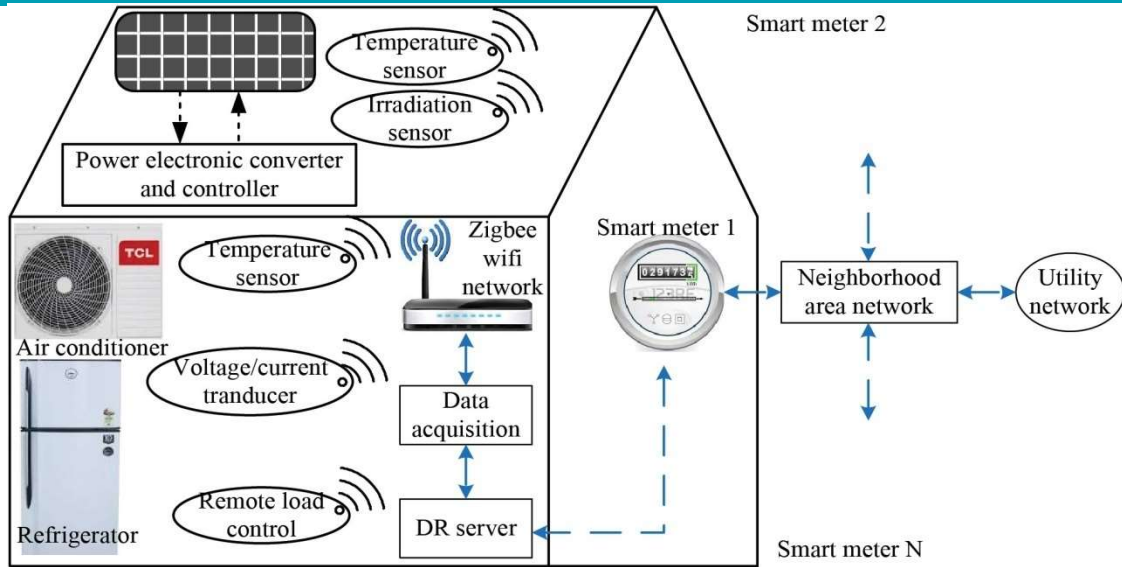 Smart meter 2
Temperature
sensor
Irradiation
sensor
Power electronic converter
and controller
TCL
Air conditioner
Temperature
sensor
Zigbee
wifi
network
Smart meter 1
Neighborhood
area network
Utility
network
Voltage/current
tranducer
Data
acquisition
Refrigerator
Remote load
control
DR server
Smart meter N